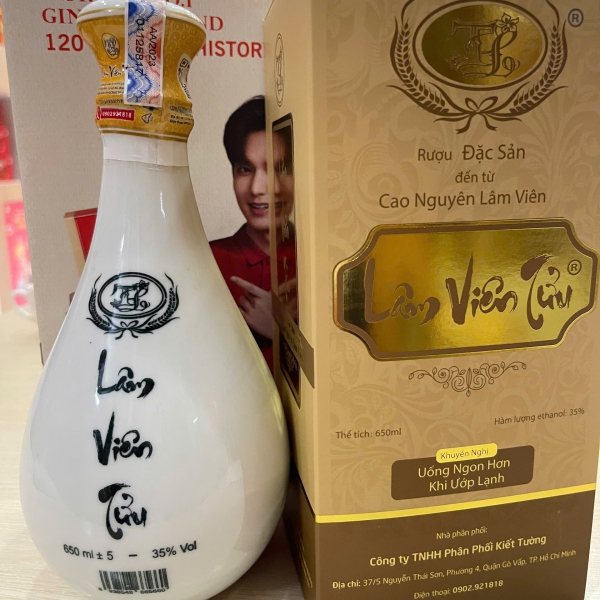 120
HISTOR
AA/2023
0902921818
Lâm
Viên
Tửu
650 ml ± 5 – 35% Vol
®
Rượu Đặc Sản
đến từ
Cao Nguyên Lâm Viên
Lâm Viên Tửu ®
Hàm lượng ethanol: 35%
Thể tích: 650ml
Khuyến Nghị
Uống Ngon Hơn
Khi Ướp Lạnh
Nhà phân phối:
Công ty TNHH Phân Phối Kiết Tường
Địa chỉ: 37/5 Nguyễn Thái Sơn, Phường 4, Quận Gò Vấp, TP. Hồ Chí Minh
Điện thoại: 0902.921818